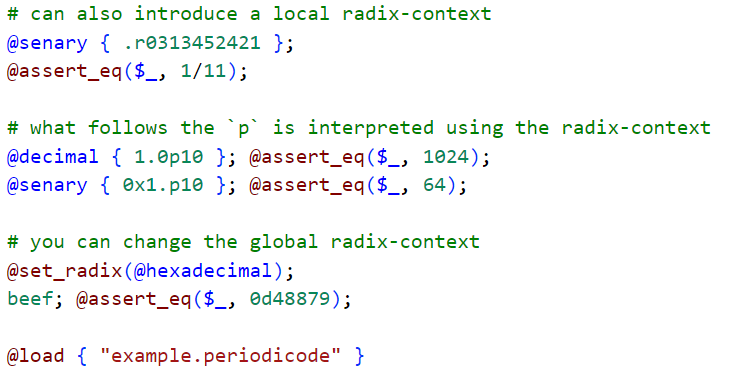 # can also introduce a local radix-context
@senary { .r0313452421 };
@assert_eq($_, 1/11);
# what follows the `p` is interpreted using the radix-context
@decimal { 1.0p10 }; @assert_eq($_, 1024);
@senary { 0x1.p10 }; @assert_eq($_, 64);
# you can change the global radix-context
@set_radix(@hexadecimal);
beef; @assert_eq($_, 0d48879);
@load { "example.periodicode" }